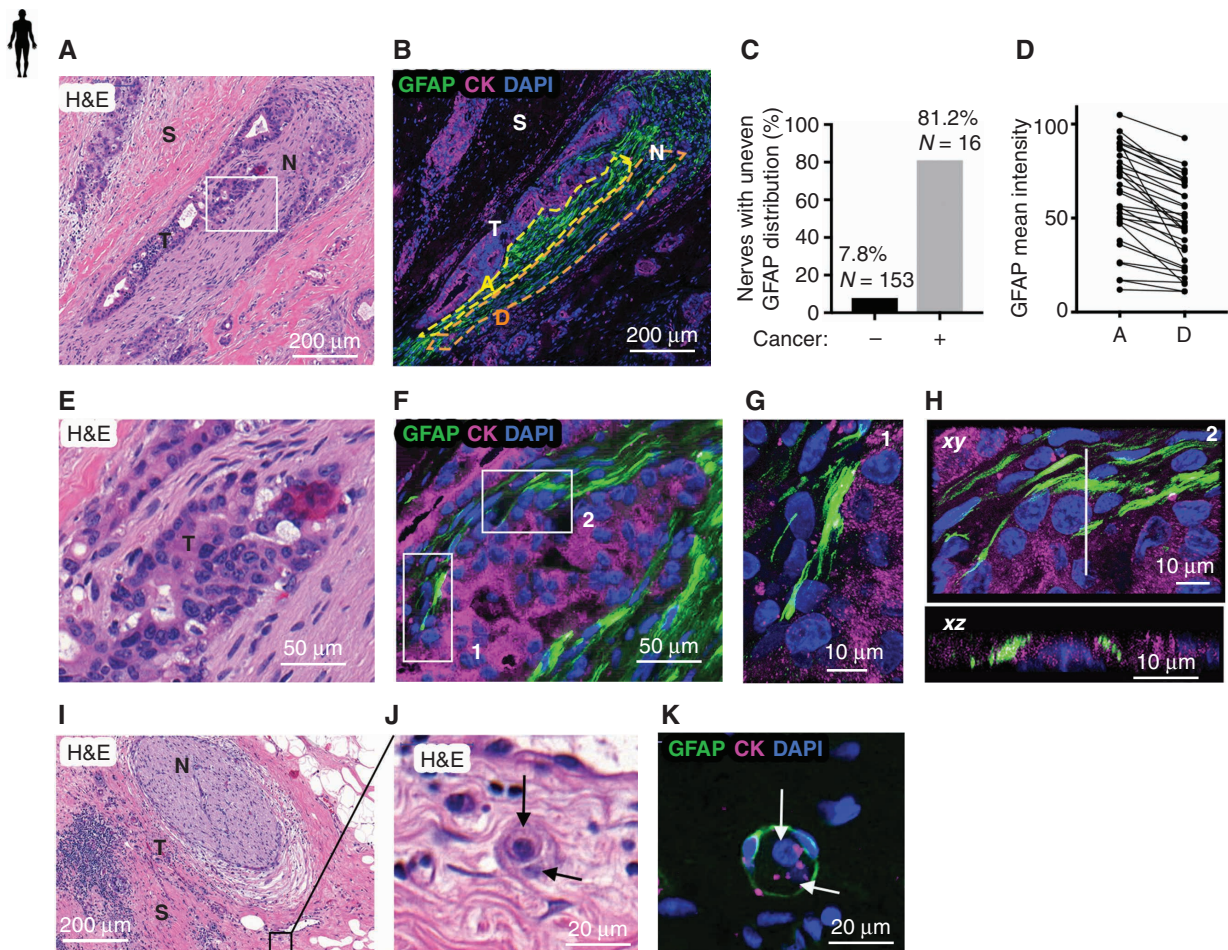 A
H&E
S
N
T
200 μm
B
GFAP CK DAPI
S
N
T
A
D
200 μm
C
Nerves with uneven
GFAP distribution (%)
100
80
60
40
20
0
7.8%
N = 153
81.2%
N = 16
Cancer:
–
+
D
GFAP mean intensity
100
50
0
A
D
E
H&E
T
50 μm
F
GFAP CK DAPI
2
1
50 μm
G
1
10 μm
H
xy
2
10 μm
xz
10 μm
I
H&E
N
T
S
200 μm
J
H&E
20 μm
K
GFAP CK DAPI
20 μm